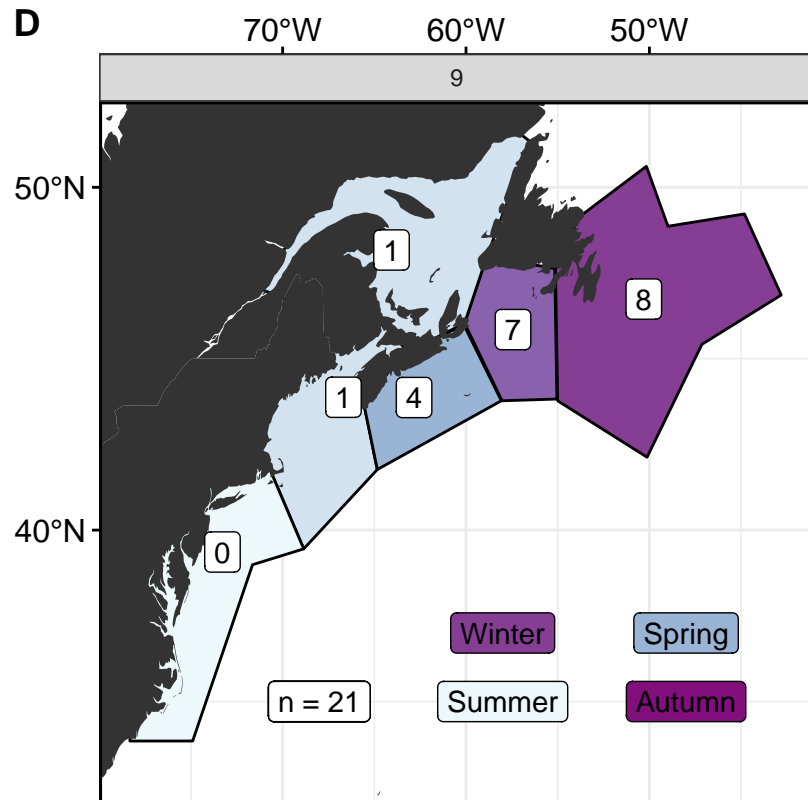 D
70°W 60°W 50°W
9
50°N
1
8
7
1 4
40°N
0
Winter Spring
n = 21 Summer Autumn